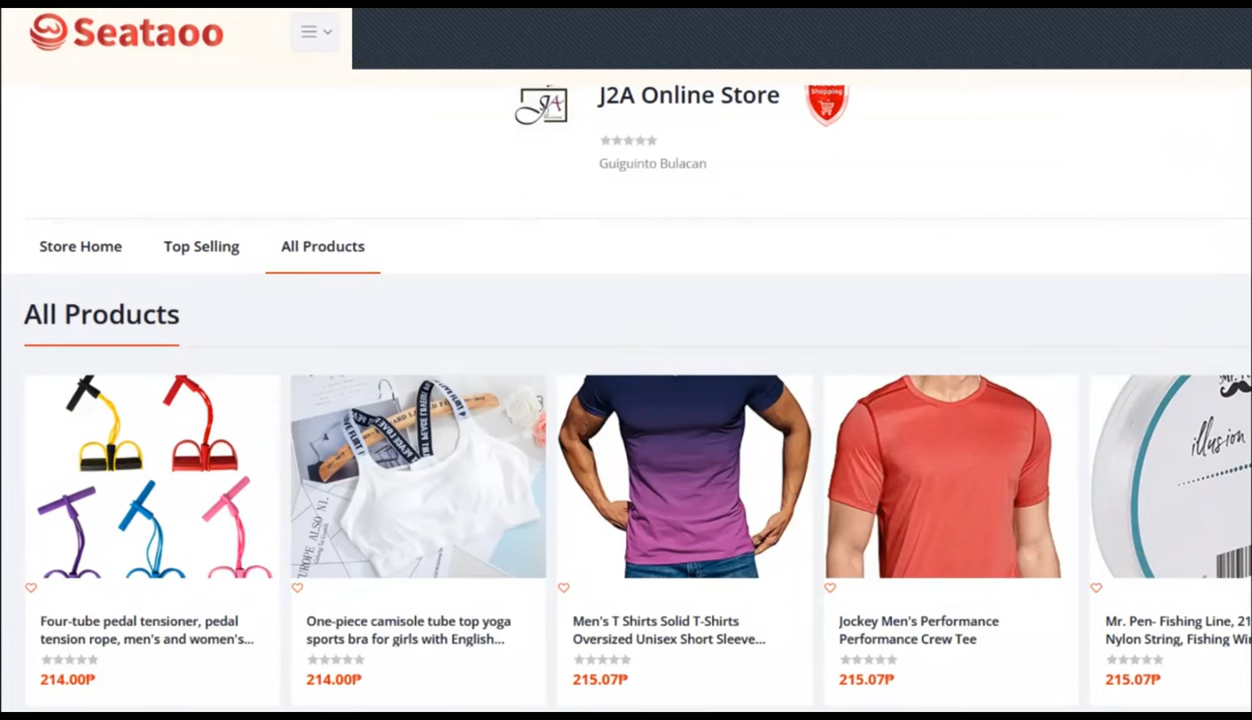 Seataoo
J2A Online Store
Shopping
Guiguinto Bulacan
Store Home
Top Selling
All Products
All Products
illusion
Four-tube pedal tensioner, pedal
tension rope, men's and women's...
214.00₱
One-piece camisole tube top yoga
sports bra for girls with English...
214.00₱
Men's T Shirts Solid T-Shirts
Oversized Unisex Short Sleeve...
215.07₱
Jockey Men's Performance
Performance Crew Tee
215.07₱
Mr. Pen- Fishing Line, 21
Nylon String, Fishing Wi
215.07₱